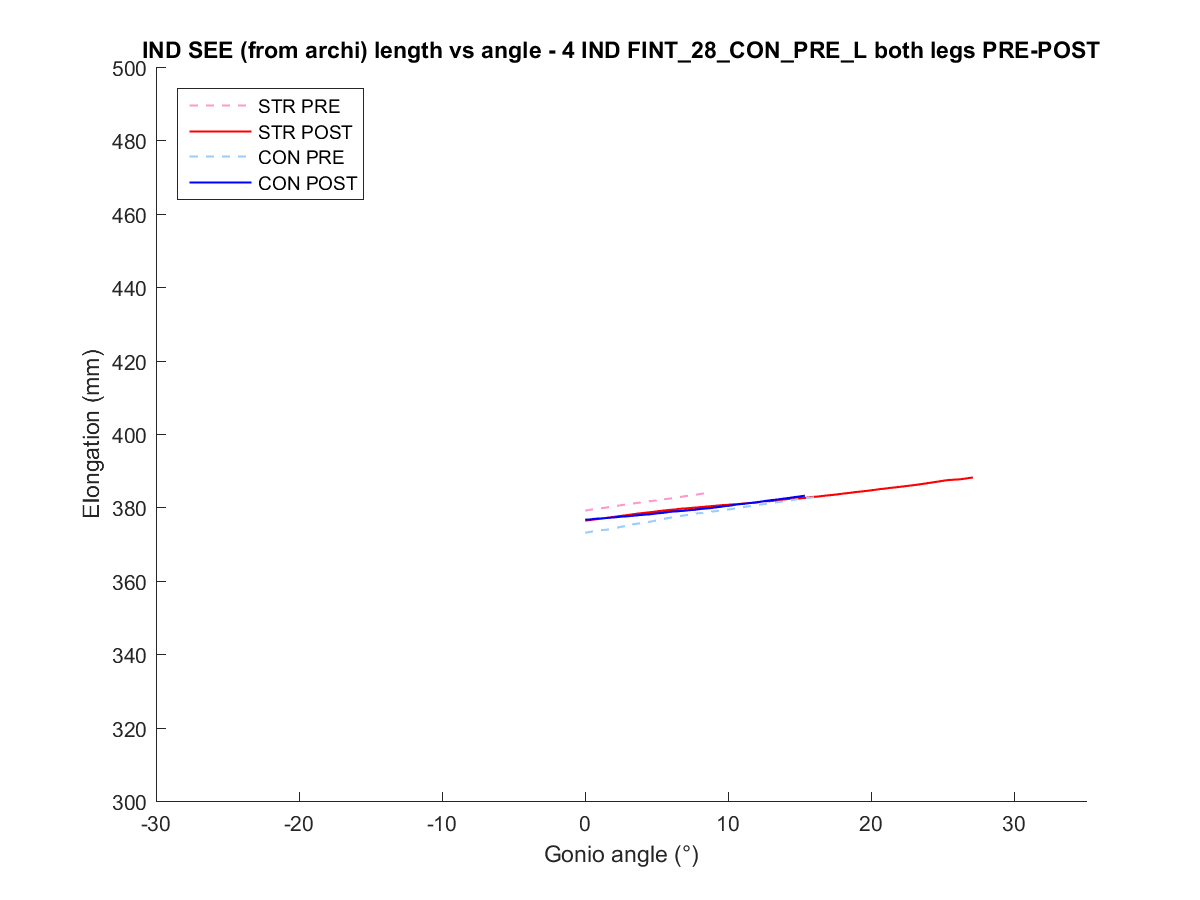 IND SEE (from archi) length vs angle - 4 IND FINT_28_CON_PRE_L both legs PRE-POST
500
480
460
440
420
400
380
360
340
320
300
STR PRE
STR POST
CON PRE
CON POST
Elongation (mm)
-30
-20
-10
0
10
20
30
Gonio angle (°)